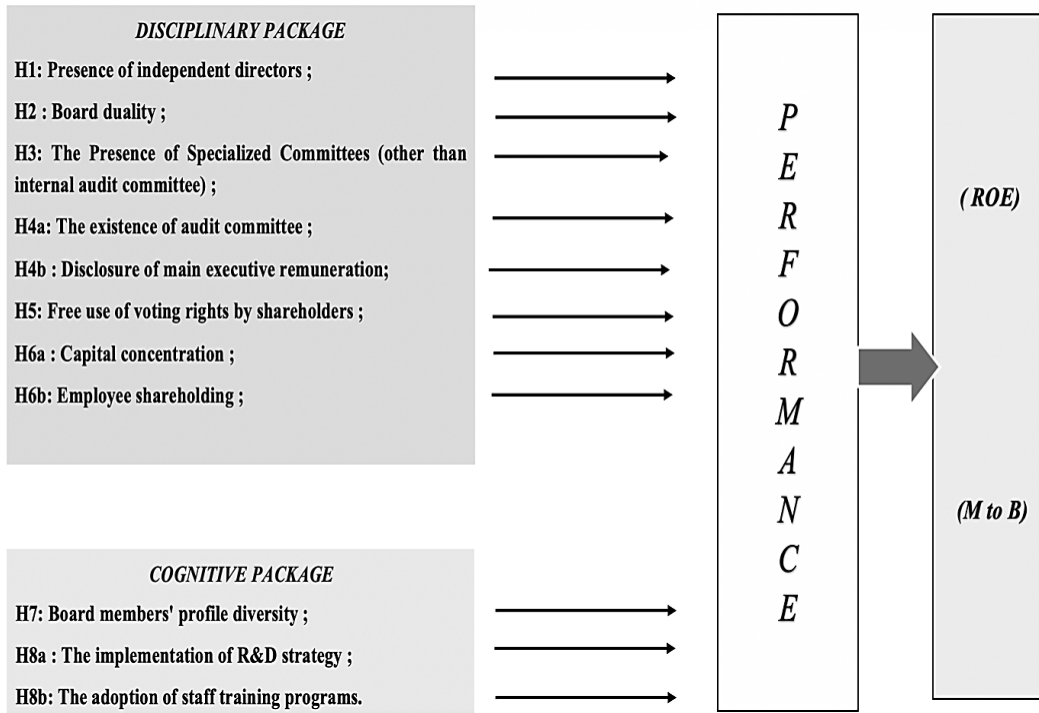 DISCIPLINARY PACKAGE
H1: Presence of independent directors ;
H2 : Board duality ;
H3: The Presence of Specialized Committees (other than
internal audit committee) ;
H4a: The existence of audit committee ;
H4b : Disclosure of main executive remuneration;
H5: Free use of voting rights by shareholders ;
H6a : Capital concentration ;
H6b: Employee shareholding ;
COGNITIVE PACKAGE
H7: Board members' profile diversity ;
H8a : The implementation of R&D strategy ;
H8b: The adoption of staff training programs.
P
E
R
F
O
R
M
A
N
C
E
( ROE)
(M to B)